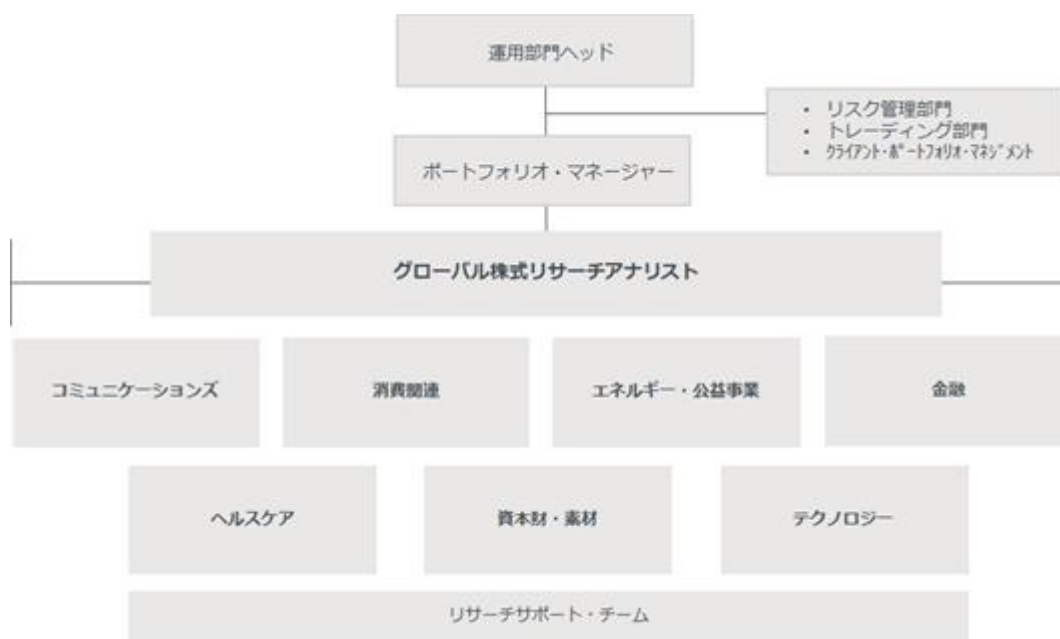 運用部門ヘッド
・ リスク管理部門
・ トレーディング部門
・ クライアント・ポートフォリオ・マネジメント
ポートフォリオ・マネージャー
グローバル株式リサーチアナリスト
コミュニケーションズ
消費関連
エネルギー・公益事業
金融
ヘルスケア
資本財・素材
テクノロジー
リサーチサポート・チーム